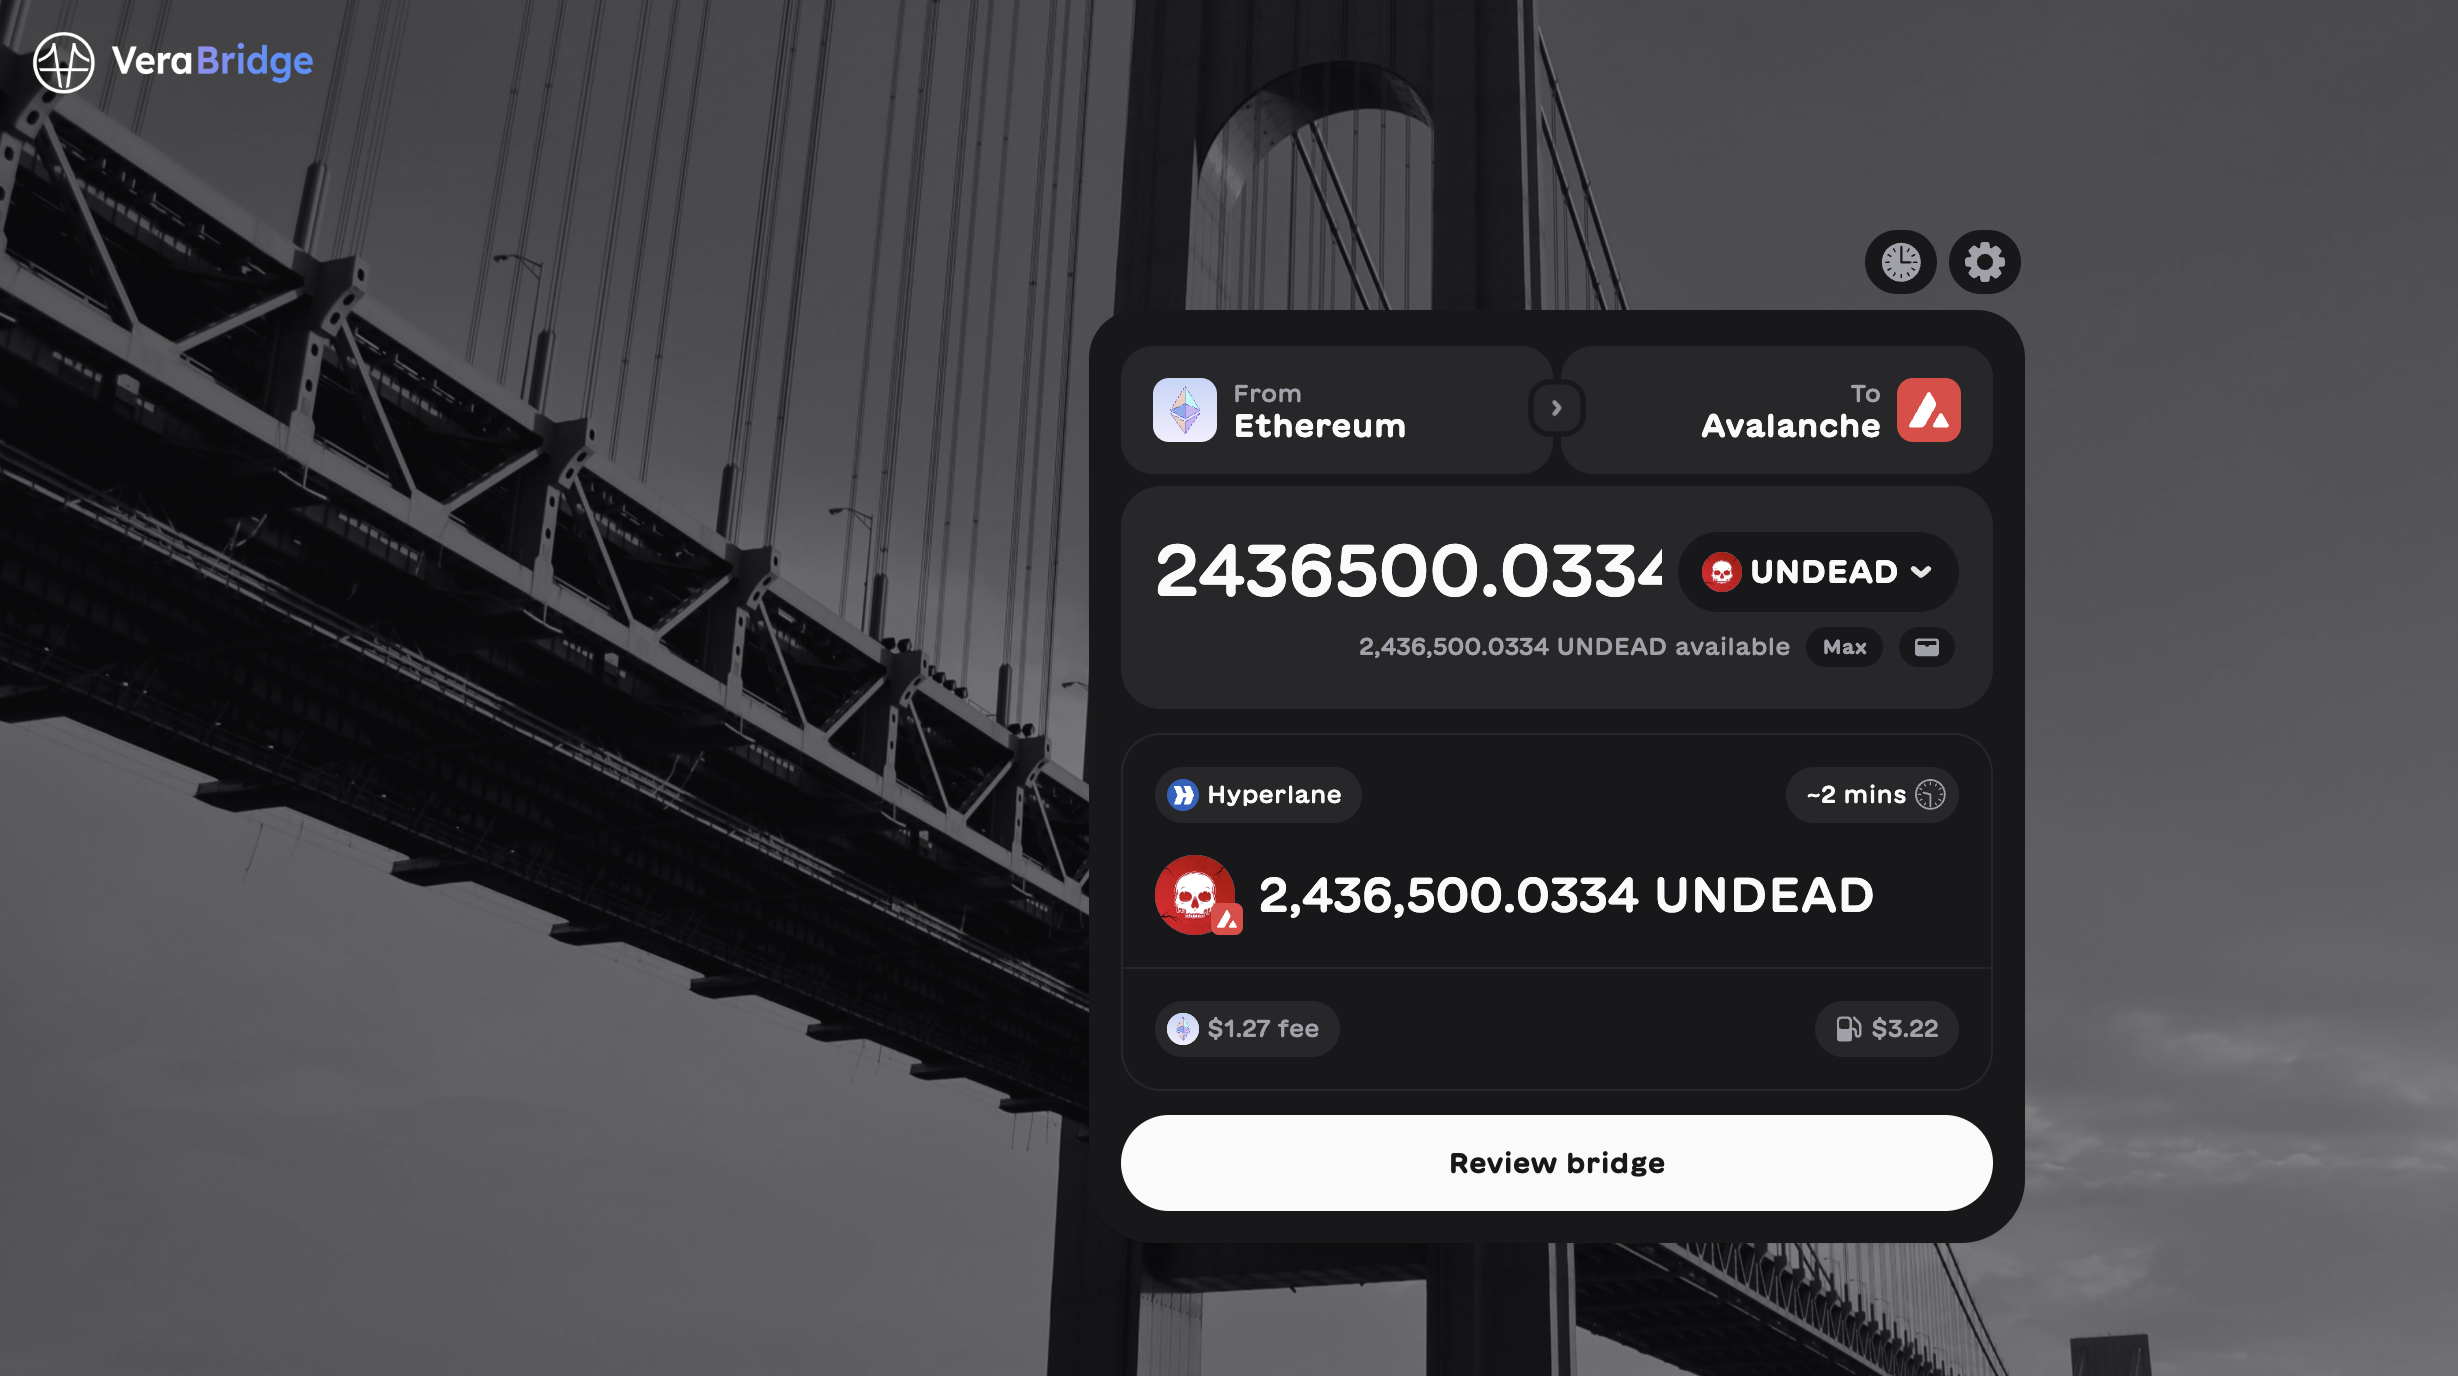 VeraBridge
From
Ethereum
To
Avalanche
2436500.0334
UNDEAD
2,436,500.0334 UNDEAD available
Max
Hyperlane
~2 mins
2,436,500.0334 UNDEAD
$1.27 fee
$3.22
Review bridge